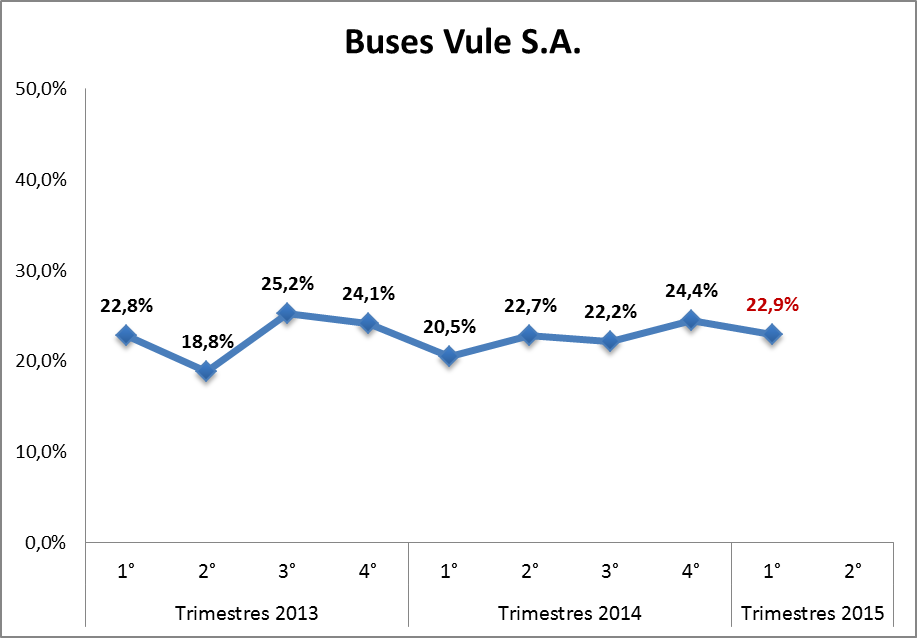 Buses Vule S.A.
50,0%
40,0%
30,0%
20,0%
10,0%
0,0%
22,8% 18,8% 25,2% 24,1% 20,5% 22,7% 22,2% 24,4% 22,9%
1° 2° 3° 4° 1° 2° 3° 4° 1° 2°
Trimestres 2013 Trimestres 2014 Trimestres 2015